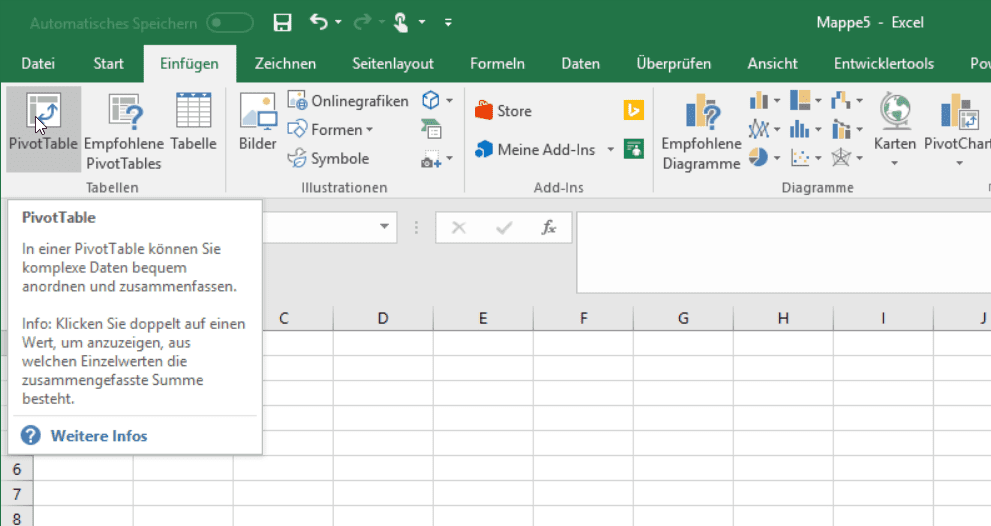 Automatisches Speichern
Mappe5 - Excel
Datei Start Einfügen Zeichnen Seitenlayout Formeln Daten Überprüfen Ansicht Entwicklertools
PivotTable
Empfohlene
PivotTables
Tabelle
Tabellen
Bilder
Onlinegrafiken
Formen
Symbole
Illustrationen
Store
Meine Add-Ins
Add-Ins
Empfohlene
Diagramme
Karten
PivotChart
Diagramme
fx
PivotTable
In einer PivotTable können Sie
komplexe Daten bequem
anordnen und zusammenfassen.
Info: Klicken Sie doppelt auf einen
Wert, um anzuzeigen, aus
welchen Einzelwerten die
zusammengefasste Summe
besteht.
? Weitere Infos
C D E F G H I J
6
7
8